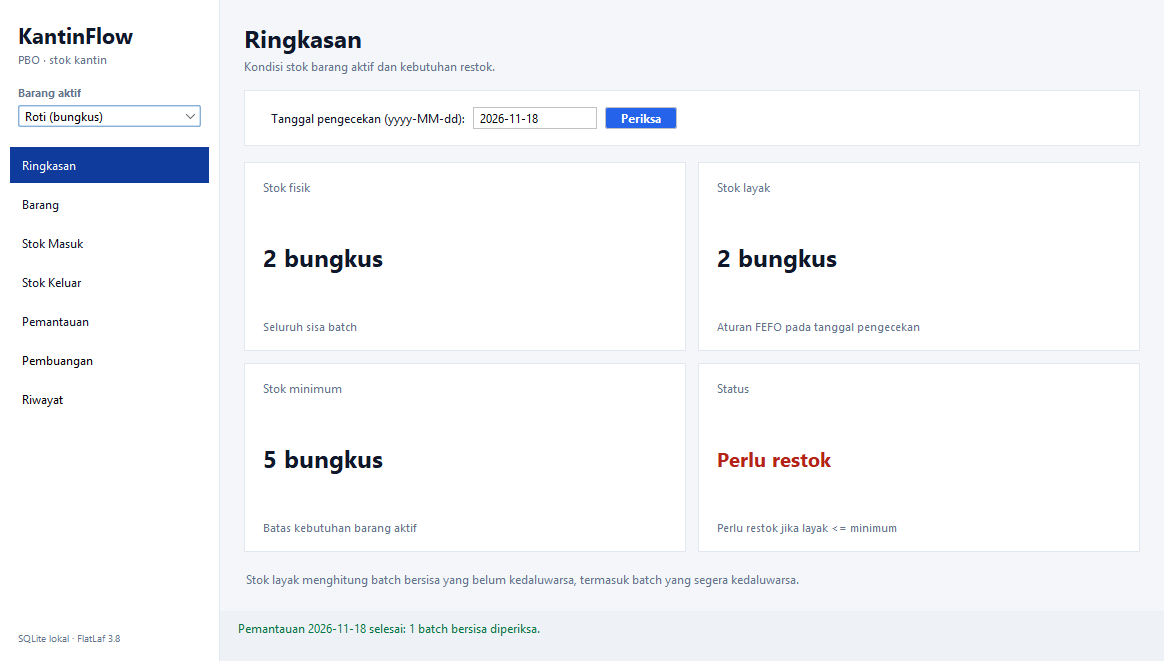 KantinFlow
PBO · stok kantin
Barang aktif
Roti (bungkus)
Ringkasan
Barang
Stok Masuk
Stok Keluar
Pemantauan
Pembuangan
Riwayat
SQLite lokal · FlatLaf 3.8
Ringkasan
Kondisi stok barang aktif dan kebutuhan restok.
Tanggal pengecekan (yyyy-MM-dd): 2026-11-18 Periksa
Stok fisik
2 bungkus
Seluruh sisa batch
Stok layak
2 bungkus
Aturan FEFO pada tanggal pengecekan
Stok minimum
5 bungkus
Batas kebutuhan barang aktif
Status
Perlu restok
Perlu restok jika layak <= minimum
Stok layak menghitung batch bersisa yang belum kedaluwarsa, termasuk batch yang segera kedaluwarsa.
Pemantauan 2026-11-18 selesai: 1 batch bersisa diperiksa.